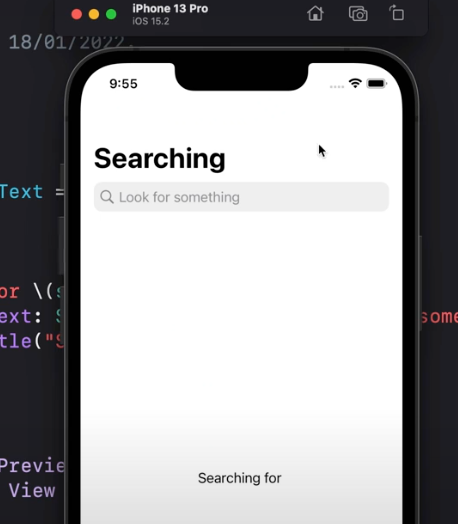 iPhone 13 Pro
iOS 15.2
18/01/2022.
9:55
Searching
Look for something
Text =
or \(s
ext: S
some
tle("S
Searching for
Previe
View